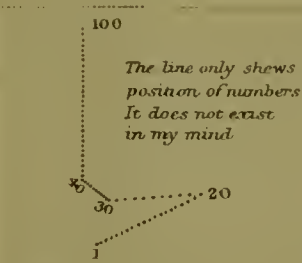 100
The line only shews
position of numbers
It does not exist
in my mind
40
30
20
1